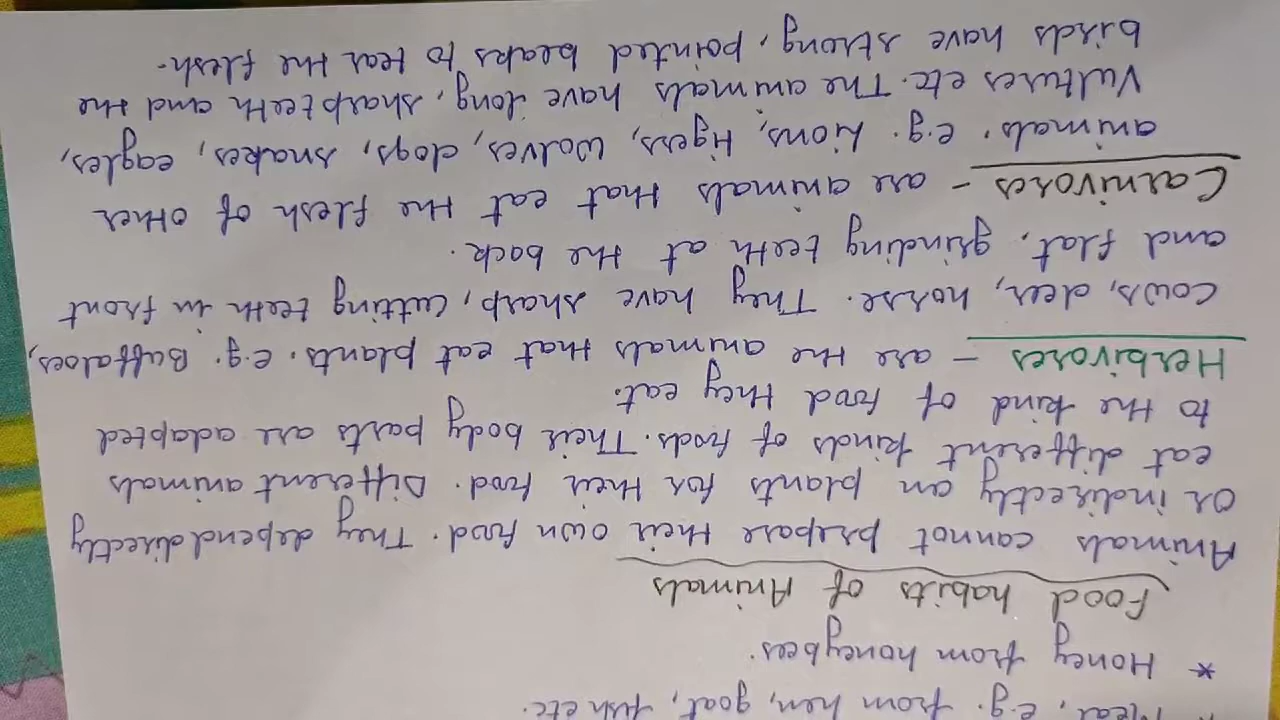 Meat, e.g. from hen, goat, fish etc.
* Honey from honeybees.
Food habits of Animals
Animals cannot prepare their own food. They depend directly
or indirectly on plants for their food. Different animals
eat different kinds of foods. Their body parts are adapted
to the kind of food they eat.
Herbivores - are the animals that eat plants. e.g. Buffaloes,
cows, deer, horse. They have sharp, cutting teeth in front
and flat, grinding teeth at the back.
Carnivores - are animals that eat the flesh of other
animals. e.g. Lions, tigers, wolves, dogs, snakes, eagles,
Vultures etc. The animals have long, sharp teeth and the
birds have strong, pointed beaks to tear the flesh.